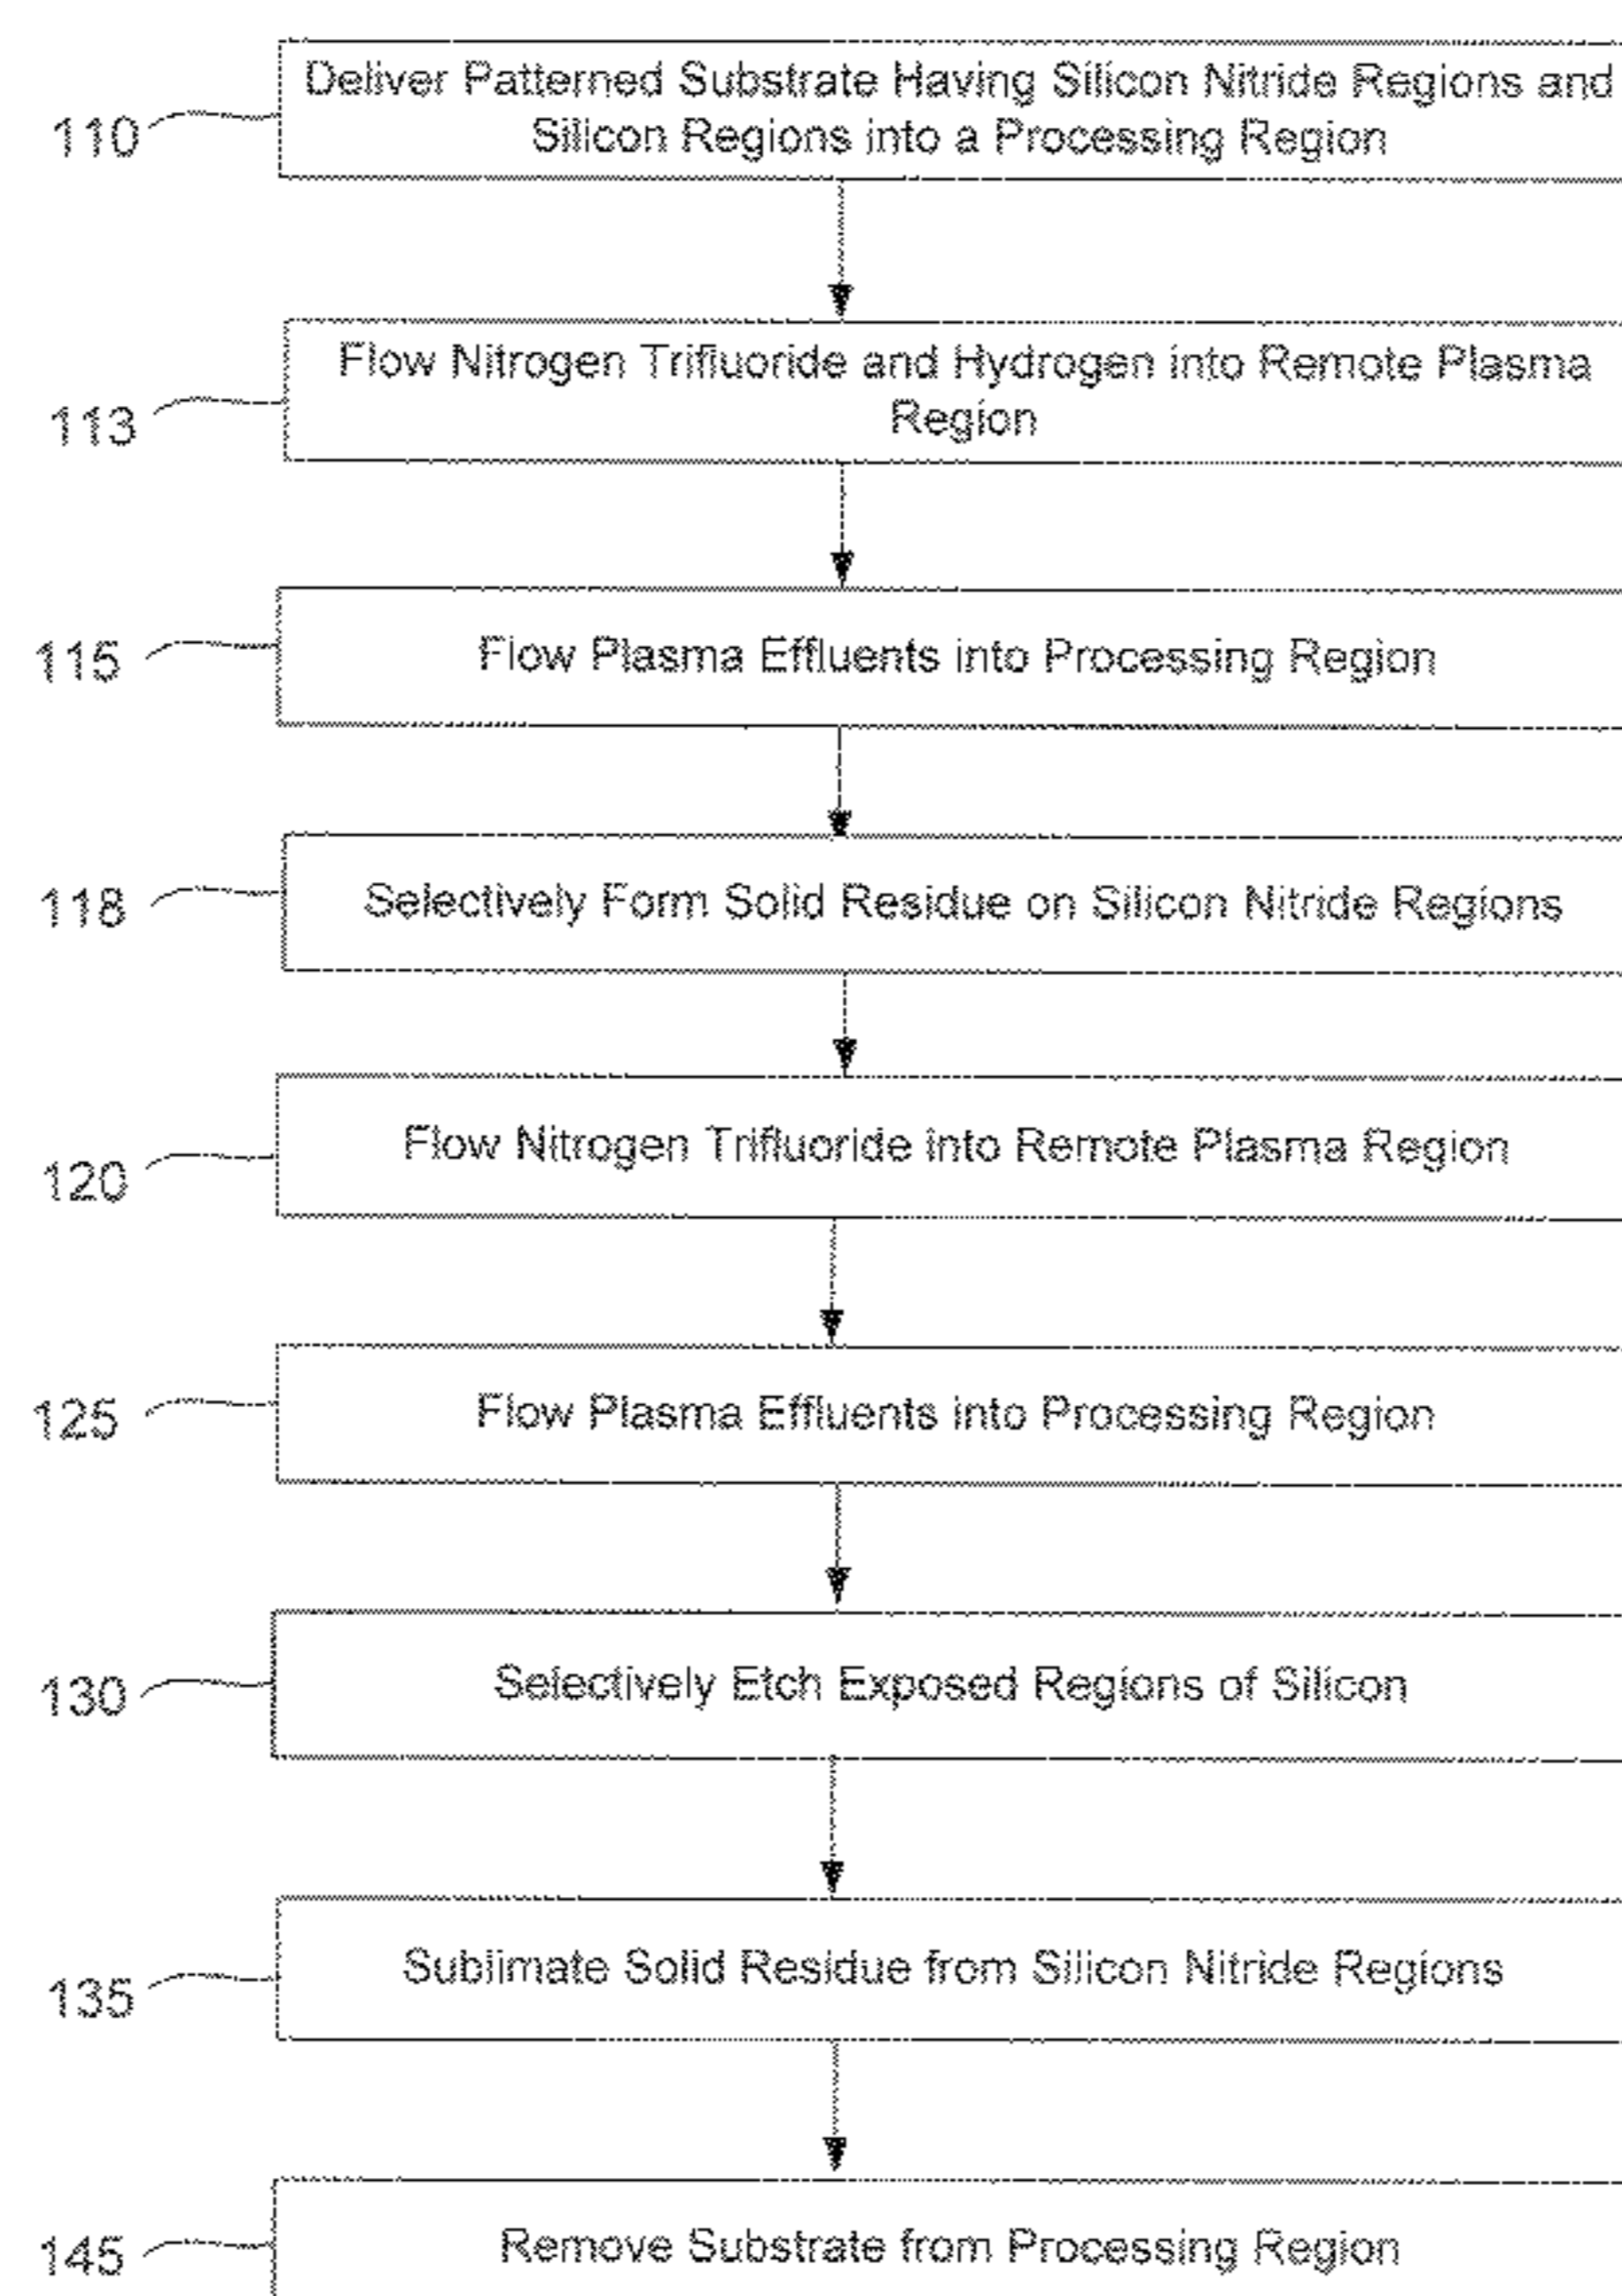 110
Deliver Patterned Substrate Having Silicon Nitride Regions and
Silicon Regions into a Processing Region
113
Flow Nitrogen Trifluoride and Hydrogen into Remote Plasma
Region
115
Flow Plasma Effluents into Processing Region
118
Selectively Form Solid Residue on Silicon Nitride Regions
120
Flow Nitrogen Trifluoride into Remote Plasma Region
125
Flow Plasma Effluents into Processing Region
130
Selectively Etch Exposed Regions of Silicon
135
Sublimate Solid Residue from Silicon Nitride Regions
145
Remove Substrate from Processing Region